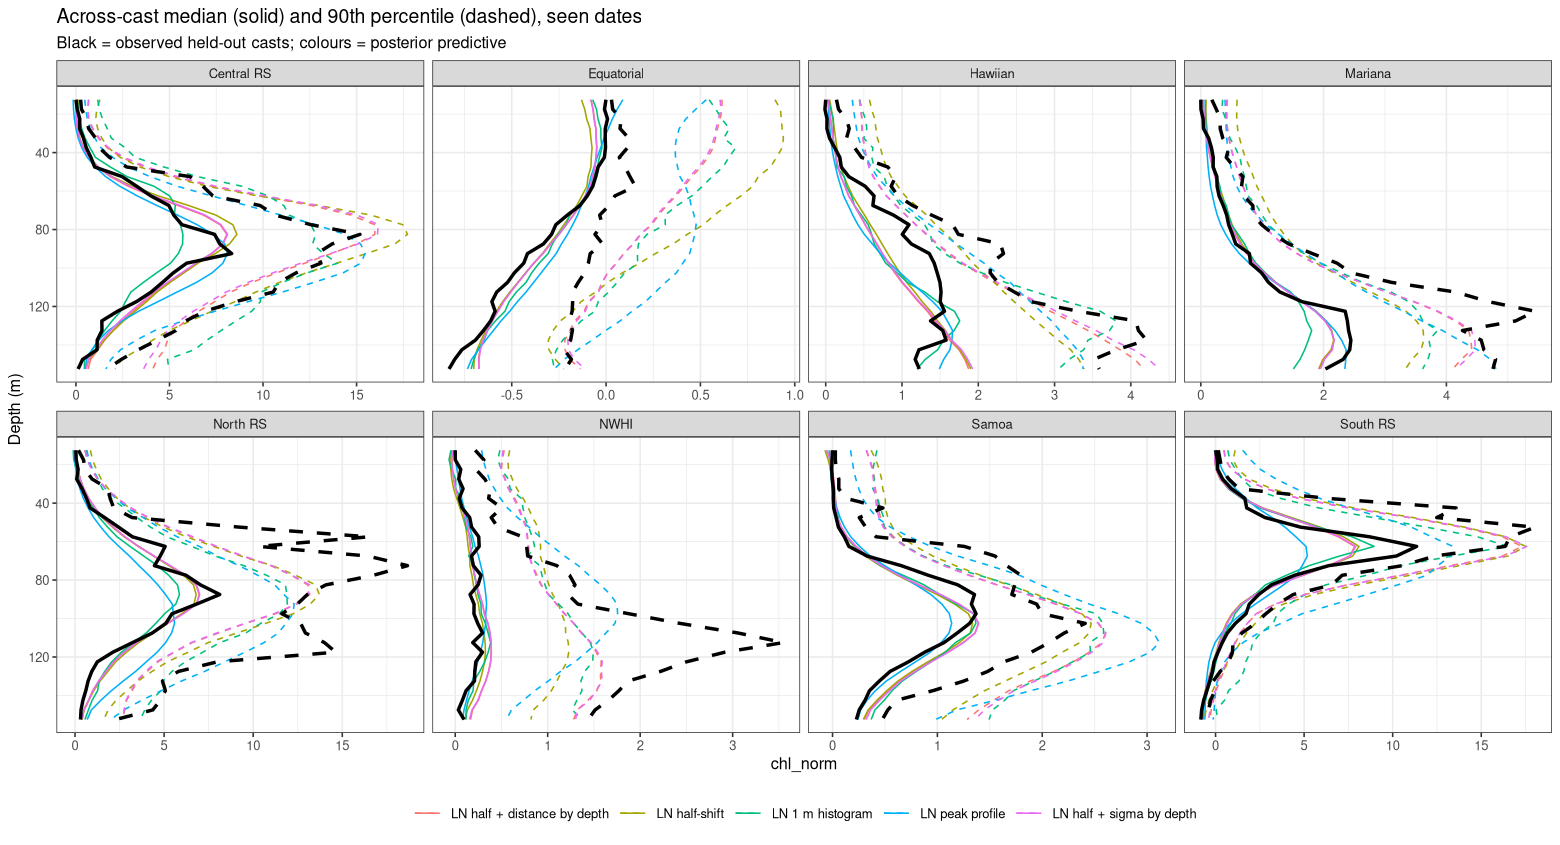 Across-cast median (solid) and 90th percentile (dashed), seen dates
Black = observed held-out casts; colours = posterior predictive
Central RS
Equatorial
Hawiian
Mariana
40
80
120
0 5 10 15
-0.5 0.0 0.5 1.0
0 1 2 3 4
0 2 4
Depth (m)
North RS
NWHI
Samoa
South RS
40
80
120
0 5 10 15
0 1 2 3
0 1 2 3
0 5 10 15
chl_norm
LN half + distance by depth
LN half-shift
LN 1 m histogram
LN peak profile
LN half + sigma by depth